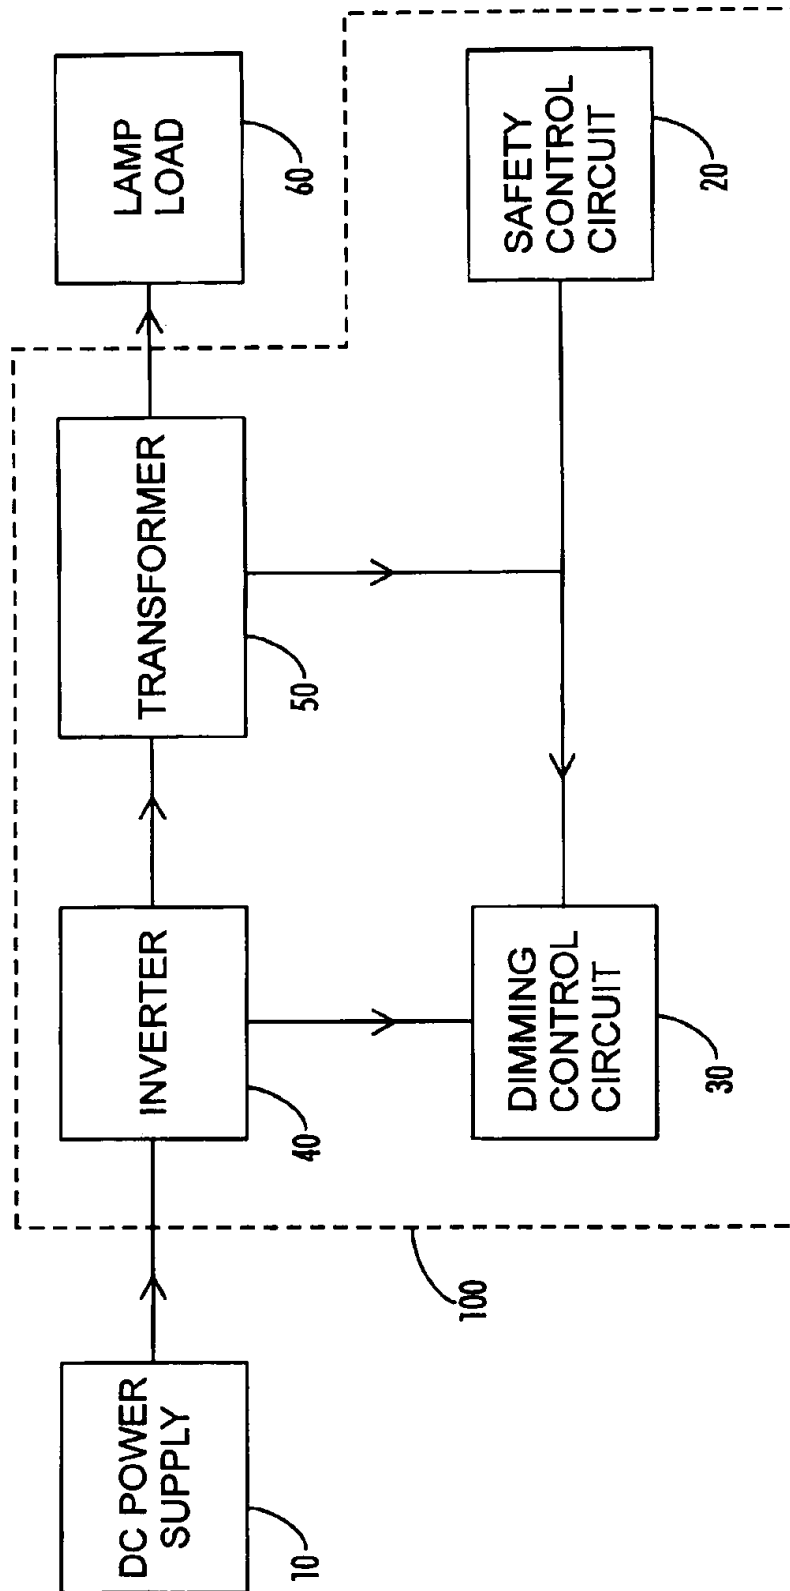 DC POWER
SUPPLY
10
INVERTER
40
TRANSFORMER
50
LAMP
LOAD
60
100
DIMMING
CONTROL
CIRCUIT
30
SAFETY
CONTROL
CIRCUIT
20